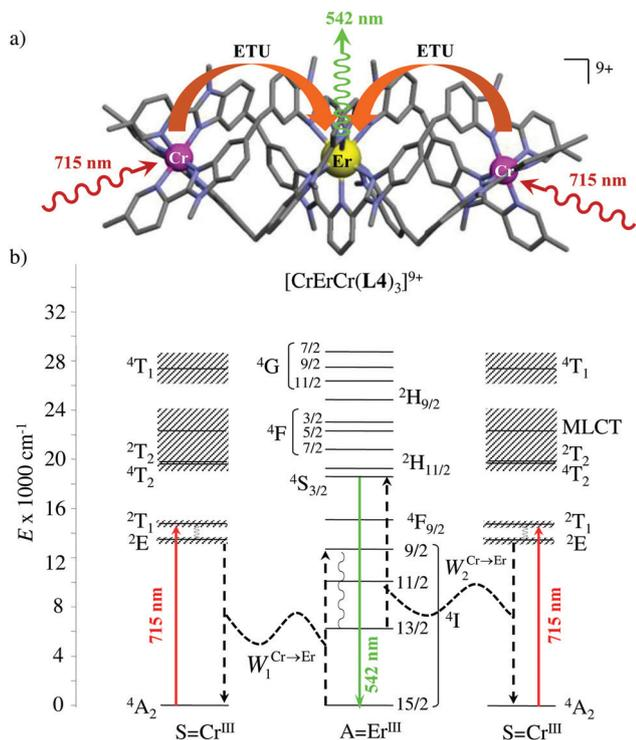 a)
542 nm
ETU
ETU
9+
Cr
Er
Cr
715 nm
715 nm
b)
[CrErCr(L4)₃]⁹⁺
E x 1000 cm⁻¹
32
28
24
20
16
12
8
4
0
⁴T₁
²T₂
⁴T₂
²T₁
²E
⁴A₂
715 nm
S=Crᴵᴵᴵ
W₁ᶜʳ→ᴱʳ
⁴G
7/2
9/2
11/2
²H₉/₂
⁴F
3/2
5/2
7/2
²H₁₁/₂
⁴S₃/₂
⁴F₉/₂
9/2
11/2
13/2
15/2
⁴I
542 nm
A=Erᴵᴵᴵ
W₂ᶜʳ→ᴱʳ
⁴T₁
MLCT
²T₂
⁴T₂
²T₁
²E
⁴A₂
715 nm
S=Crᴵᴵᴵ